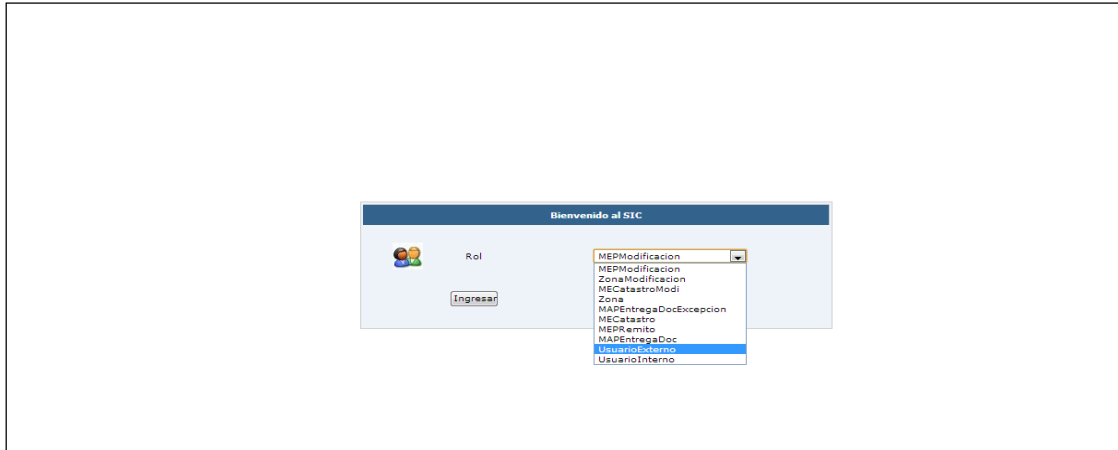 Bienvenido al SIC
Rol
MEPModificacion
MEPModificacion
ZonaModificacion
MECatastroModi
Zona
MAPEntregaDocExcepcion
MECatastro
MEPRemito
MAPEntregaDoc
UsuarioExterno
UsuarioInterno
Ingresar